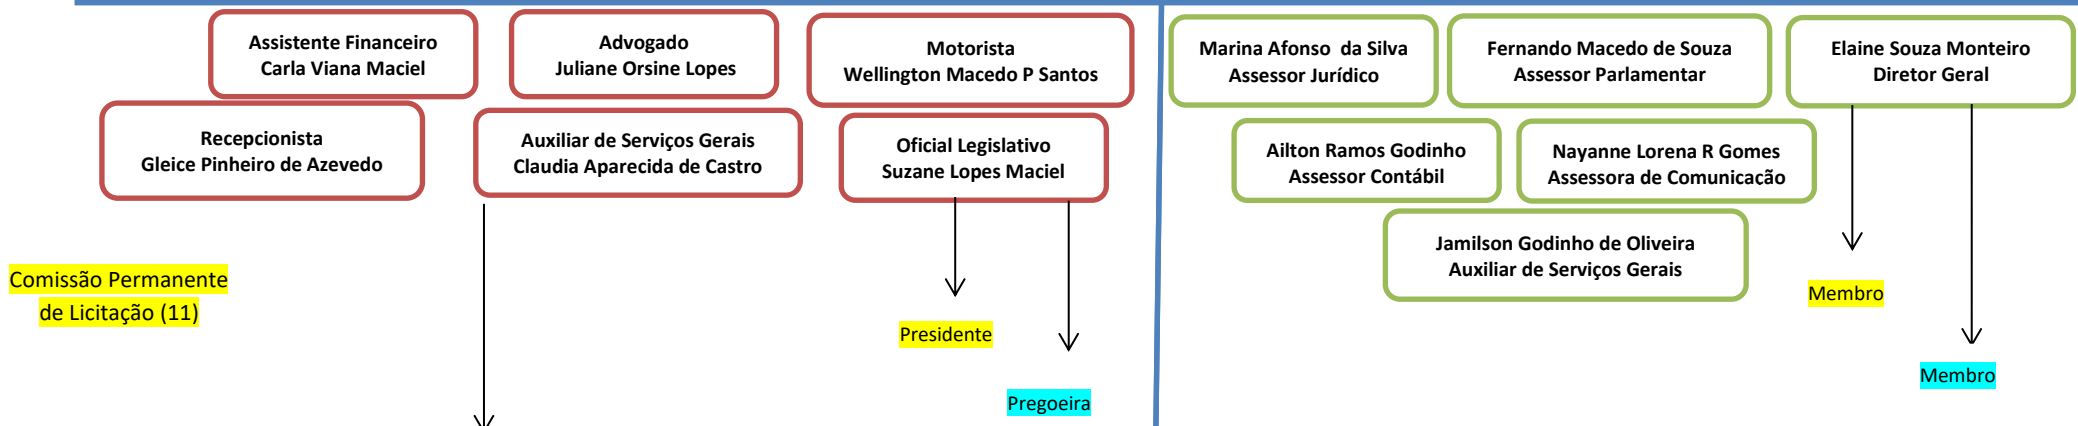 Assistente Financeiro
Carla Viana Maciel
Advogado
Juliane Orsine Lopes
Motorista
Wellington Macedo P Santos
Marina Afonso  da Silva
Assessor Jurídico
Fernando Macedo de Souza
Assessor Parlamentar
Elaine Souza Monteiro
Diretor Geral
Recepcionista
Gleice Pinheiro de Azevedo
Auxiliar de Serviços Gerais
Claudia Aparecida de Castro
Oficial Legislativo
Suzane Lopes Maciel
Ailton Ramos Godinho
Assessor Contábil
Nayanne Lorena R Gomes
Assessora de Comunicacão
Jamilson Godinho de Oliveira
Auxiliar de Serviços Gerais
Comissão Permanente
de Licitação (11)
Presidente
Pregoeira
Membro
Membro